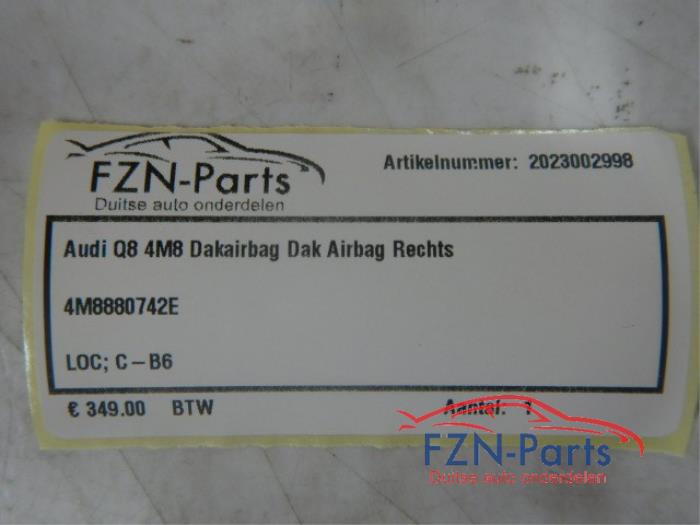 FZN-Parts
Duitse auto onderdelen
Artikelnummer: 2023002998
Audi Q8 4M8 Dakairbag Dak Airbag Rechts
4M8880742E
LOC; C-B6
€ 349.00 BTW
Aantal: 1
FZN-Parts
Duitse auto onderdelen